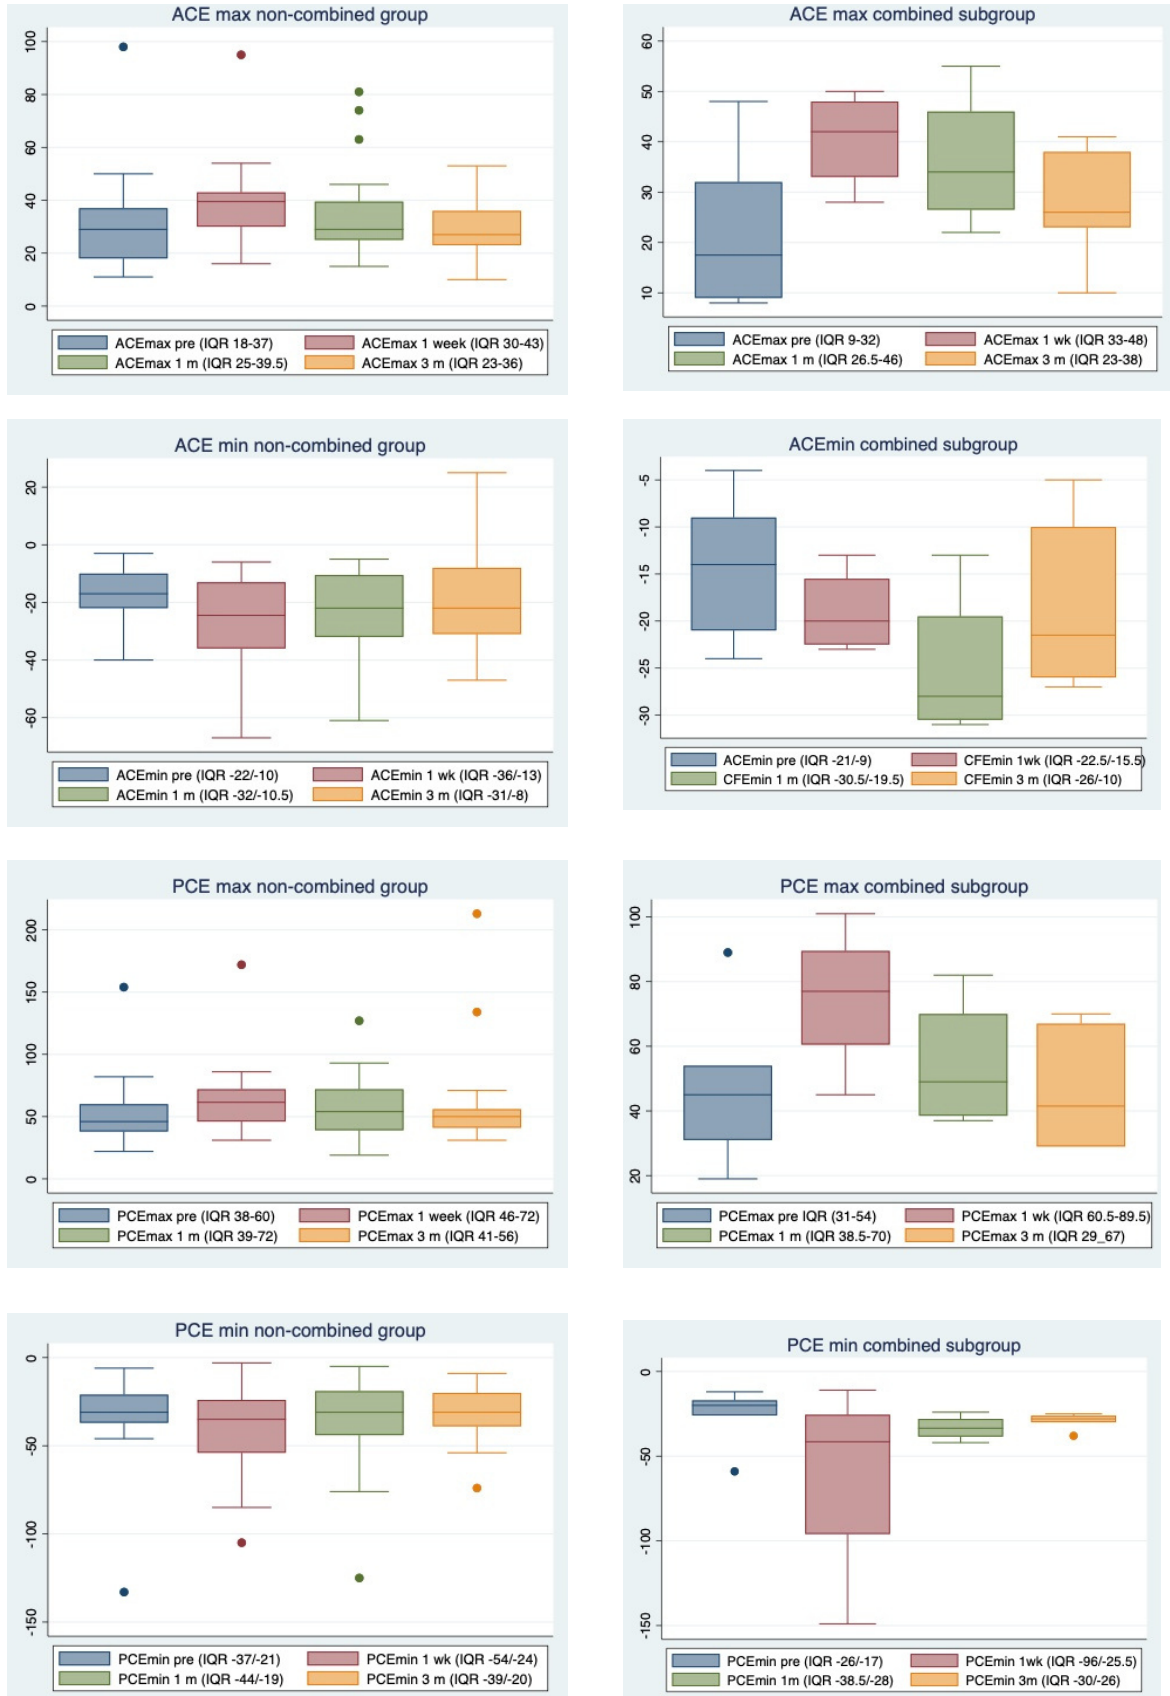 ACE max non-combined group
100
80
60
40
20
0
ACEmax pre (IQR 18-37) ACEmax 1 week (IQR 30-43)
ACEmax 1 m (IQR 25-39.5) ACEmax 3 m (IQR 23-36)
ACE max combined subgroup
60
50
40
30
20
10
ACEmax pre (IQR 9-32) ACEmax 1 wk (IQR 33-48)
ACEmax 1 m (IQR 26.5-46) ACEmax 3 m (IQR 23-38)
ACE min non-combined group
20
0
-20
-40
-60
ACEmin pre (IQR -22/-10) ACEmin 1 wk (IQR -36/-13)
ACEmin 1 m (IQR -32/-10.5) ACEmin 3 m (IQR -31/-8)
ACEmin combined subgroup
-5
-10
-15
-20
-25
-30
ACEmin pre (IQR -21/-9) CFEmin 1wk (IQR -22.5/-15.5)
CFEmin 1 m (IQR -30.5/-19.5) CFEmin 3 m (IQR -26/-10)
PCE max non-combined group
200
150
100
50
0
PCEmax pre (IQR 38-60) PCEmax 1 week (IQR 46-72)
PCEmax 1 m (IQR 39-72) PCEmax 3 m (IQR 41-56)
PCE max combined subgroup
100
80
60
40
20
PCEmax pre IQR (31-54) PCEmax 1 wk (IQR 60.5-89.5)
PCEmax 1 m (IQR 38.5-70) PCEmax 3 m (IQR 29_67)
PCE min non-combined group
0
-50
-100
-150
PCEmin pre (IQR -37/-21) PCEmin 1 wk (IQR -54/-24)
PCEmin 1 m (IQR -44/-19) PCEmin 3 m (IQR -39/-20)
PCE min combined subgroup
0
-50
-100
-150
PCEmin pre (IQR -26/-17) PCEmin 1wk (IQR -96/-25.5)
PCEmin 1m (IQR -38.5/-28) PCEmin 3m (IQR -30/-26)